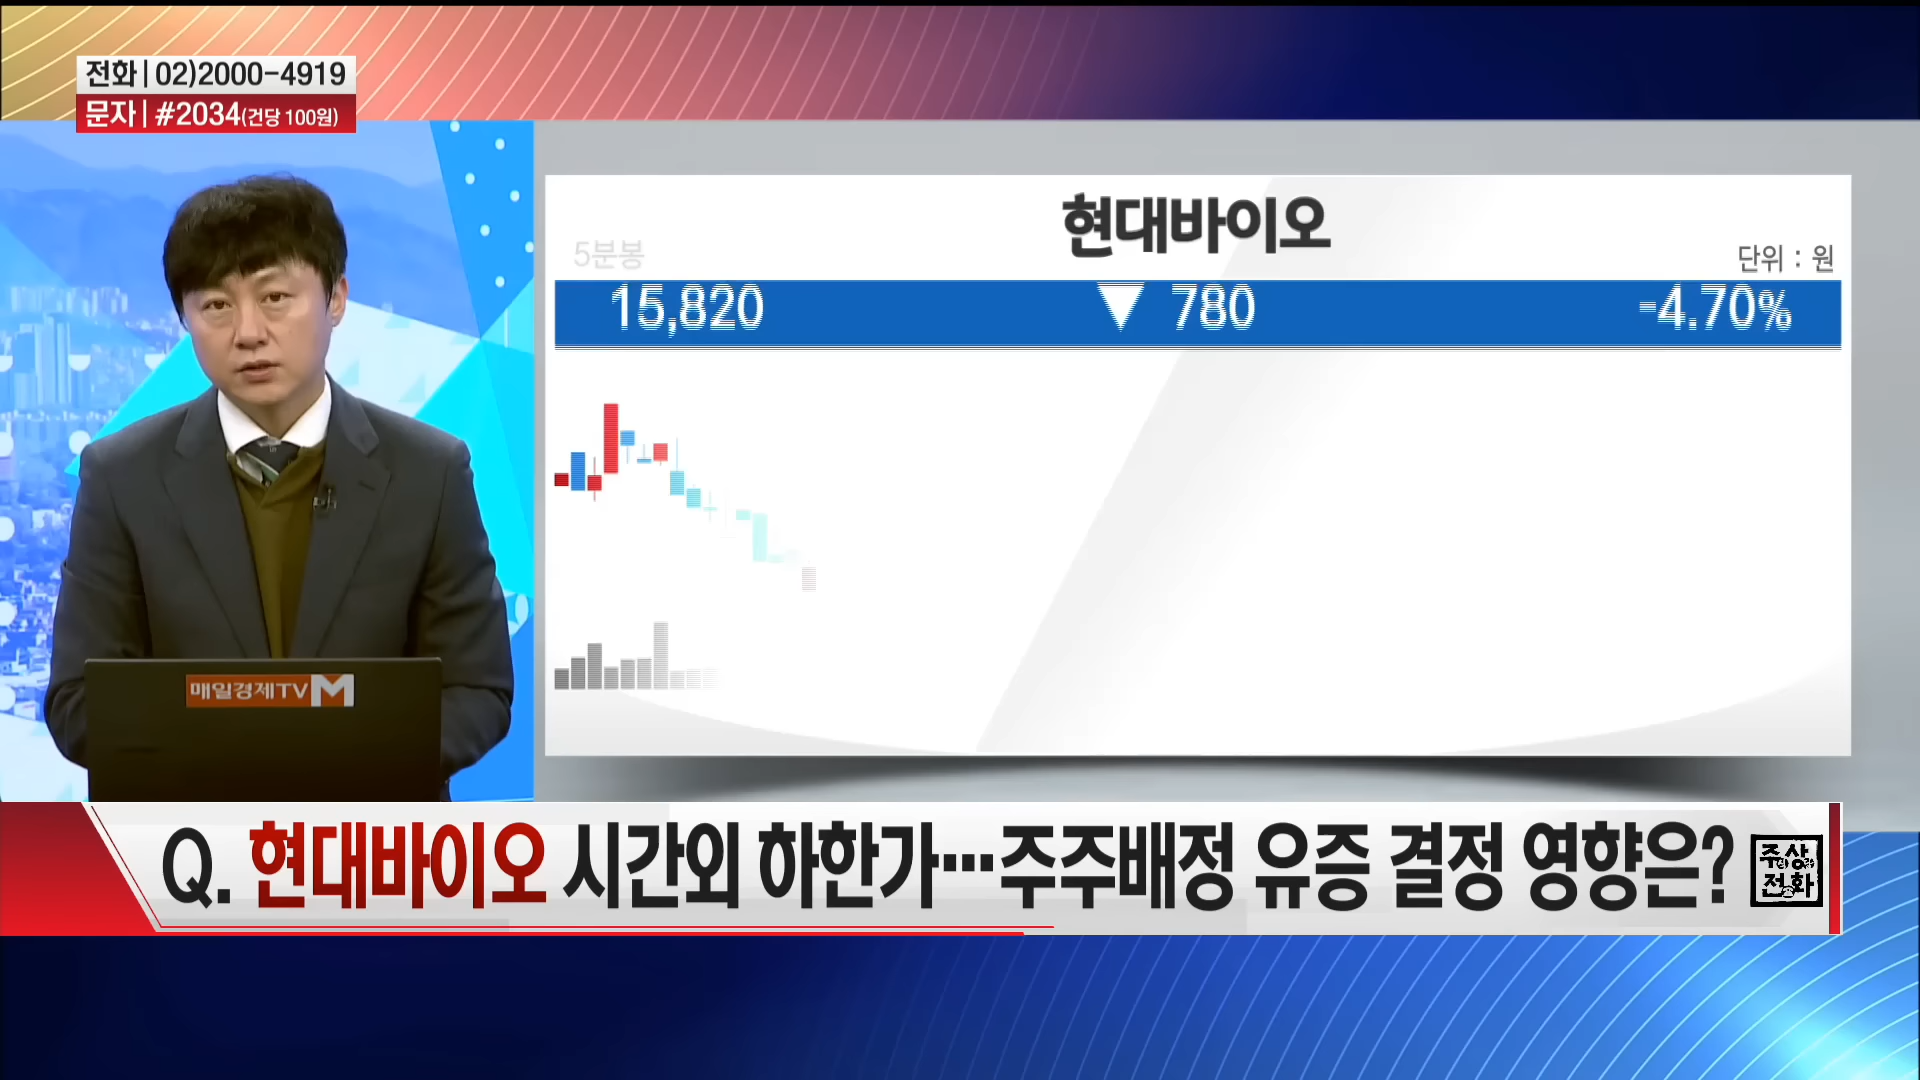 전화 | 02)2000-4919
문자 | #2034(건당 100원)
현대바이오
5분봉
단위 : 원
15,820 ▼ 780 -4.70%
매일경제TV M
Q. 현대바이오 시간외 하한가…주주배정 유증 결정 영향은?
주상
전화